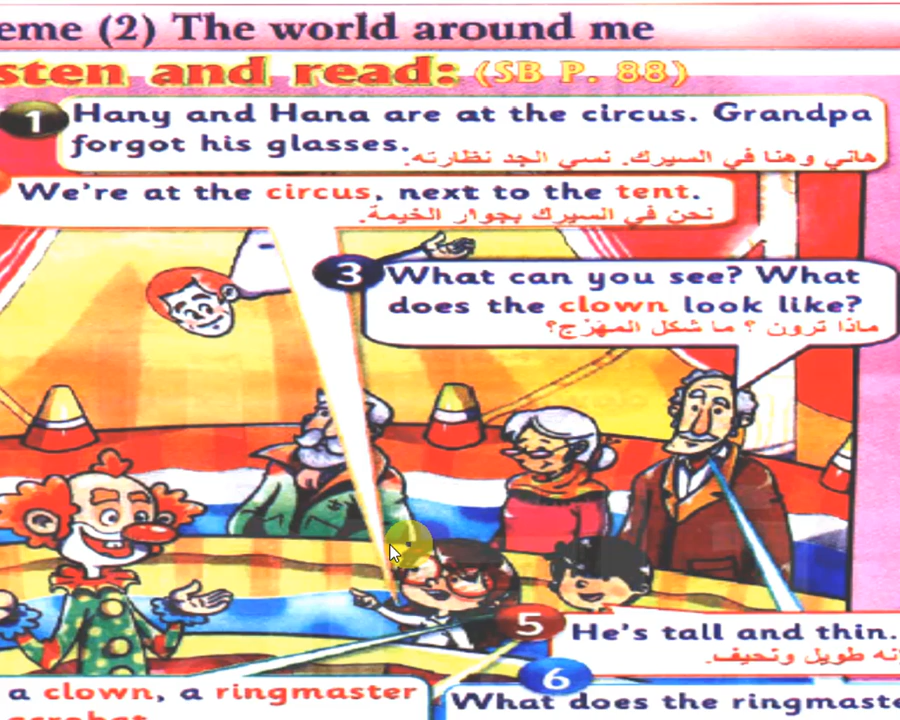 eme (2) The world around me
sten and read: (SB P. 88)
1 Hany and Hana are at the circus. Grandpa
forgot his glasses.
هاني وهنا في السيرك. نسي الجد نظارته.
We're at the circus, next to the tent.
نحن في السيرك بجوار الخيمة.
3 What can you see? What
does the clown look like?
ماذا ترون ؟ ما شكل المهَرِّج؟
5 He's tall and thin.
إنه طويل ونحيف.
a clown, a ringmaster
acrobat.
6 What does the ringmaste